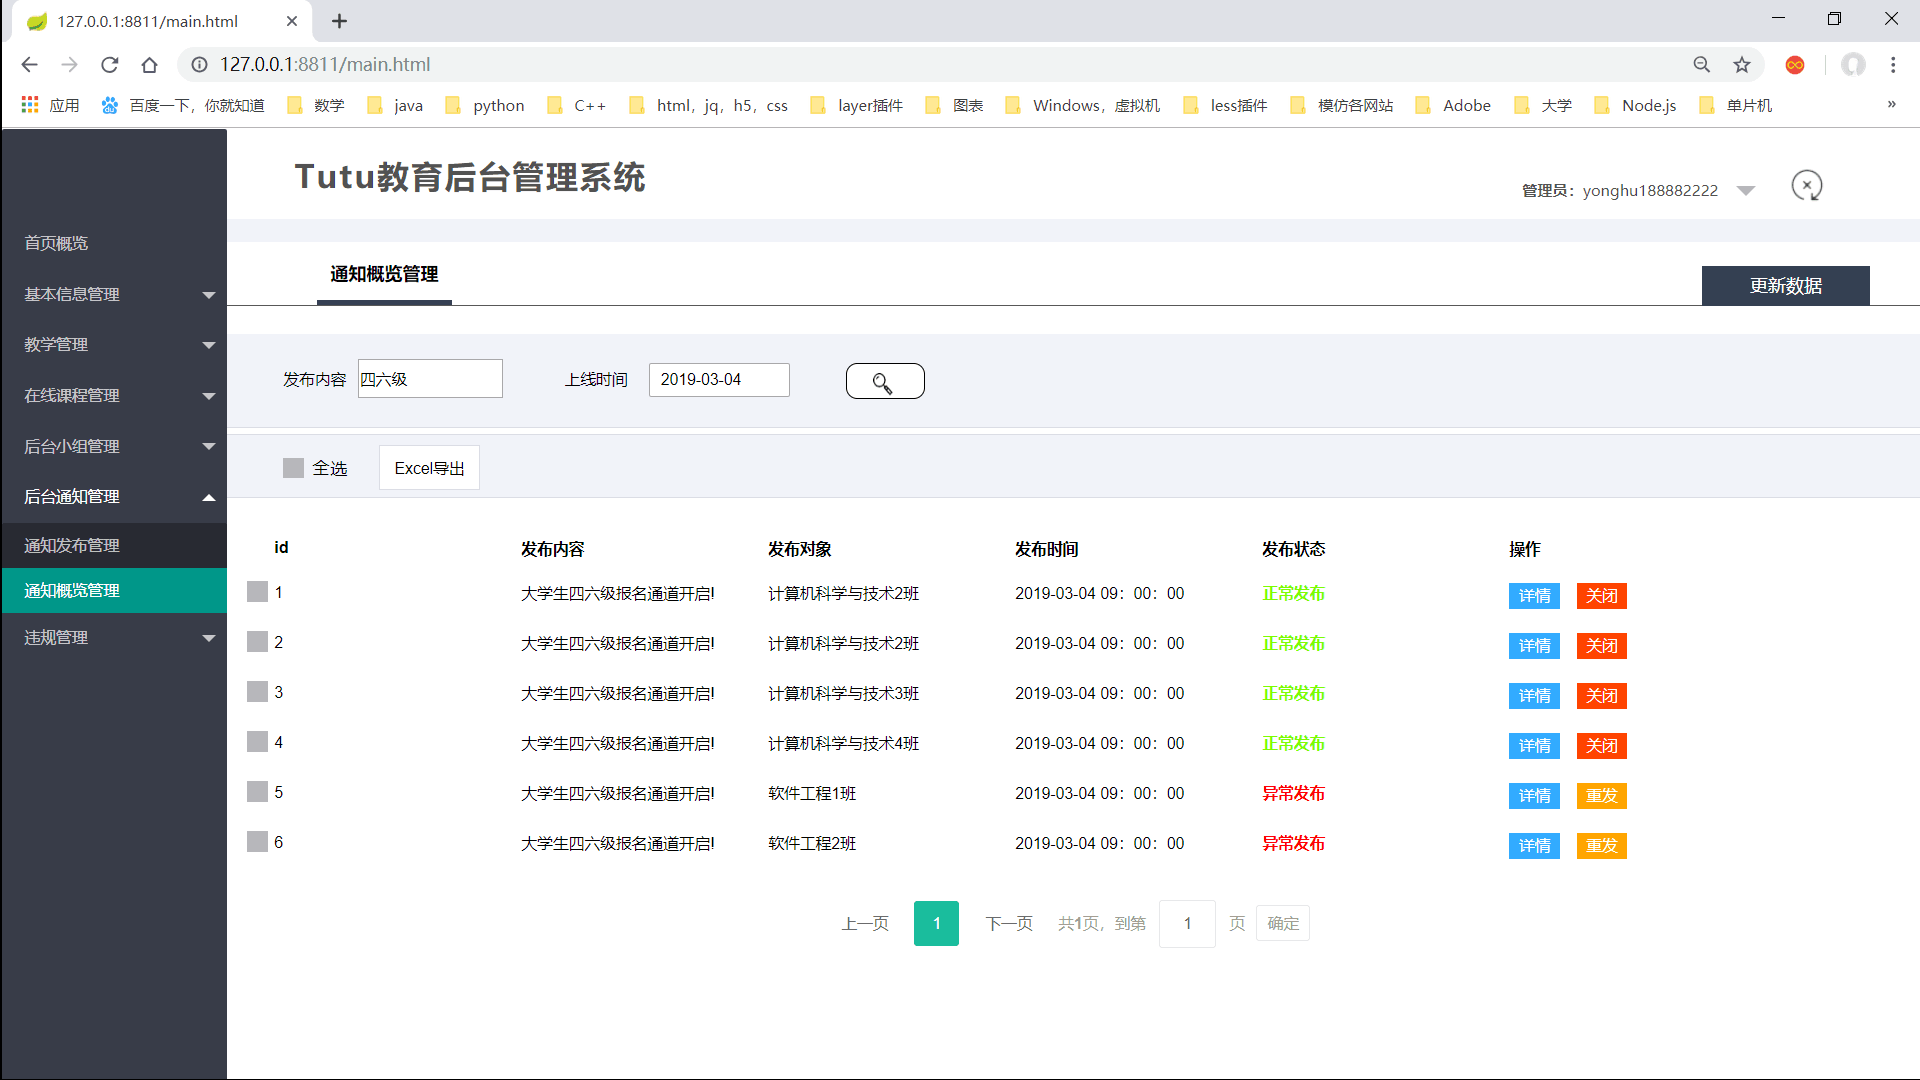 127.0.0.1:8811/main.html
127.0.0.1:8811/main.html
应用 百度一下，你就知道 数学 java python C++ html，jq，h5，css layer插件 图表 Windows，虚拟机 less插件 模仿各网站 Adobe 大学 Node.js 单片机 »
Tutu教育后台管理系统
管理员：yonghu188882222
首页概览
基本信息管理
教学管理
在线课程管理
后台小组管理
后台通知管理
通知发布管理
通知概览管理
违规管理
通知概览管理 更新数据
发布内容 四六级 上线时间 2019-03-04
全选 Excel导出
id 发布内容 发布对象 发布时间 发布状态 操作
1 大学生四六级报名通道开启! 计算机科学与技术2班 2019-03-04 09：00：00 正常发布 详情 关闭
2 大学生四六级报名通道开启! 计算机科学与技术2班 2019-03-04 09：00：00 正常发布 详情 关闭
3 大学生四六级报名通道开启! 计算机科学与技术3班 2019-03-04 09：00：00 正常发布 详情 关闭
4 大学生四六级报名通道开启! 计算机科学与技术4班 2019-03-04 09：00：00 正常发布 详情 关闭
5 大学生四六级报名通道开启! 软件工程1班 2019-03-04 09：00：00 异常发布 详情 重发
6 大学生四六级报名通道开启! 软件工程2班 2019-03-04 09：00：00 异常发布 详情 重发
上一页 1 下一页 共1页，到第 1 页 确定